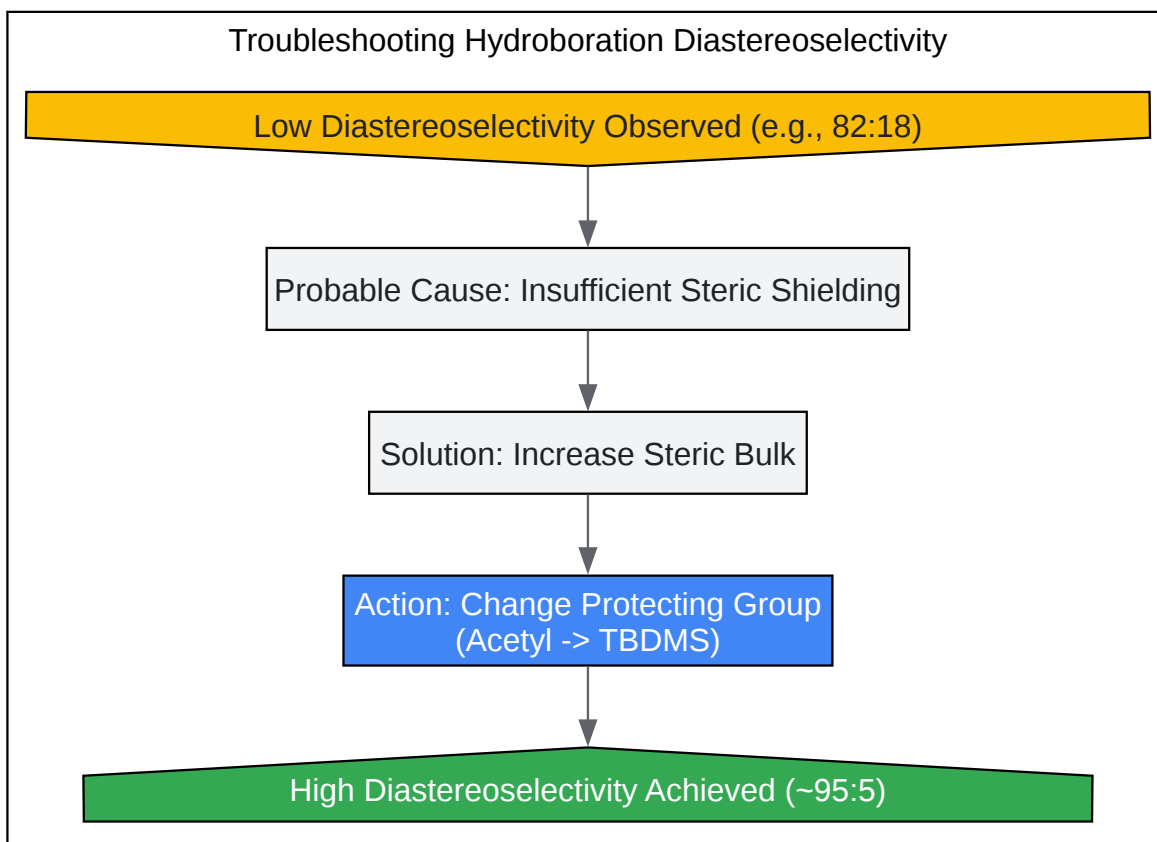 Troubleshooting Hydroboration Diastereoselectivity
Low Diastereoselectivity Observed (e.g., 82:18)
Probable Cause: Insufficient Steric Shielding
Solution: Increase Steric Bulk
Action: Change Protecting Group
(Acetyl -> TBDMS)
High Diastereoselectivity Achieved (~95:5)